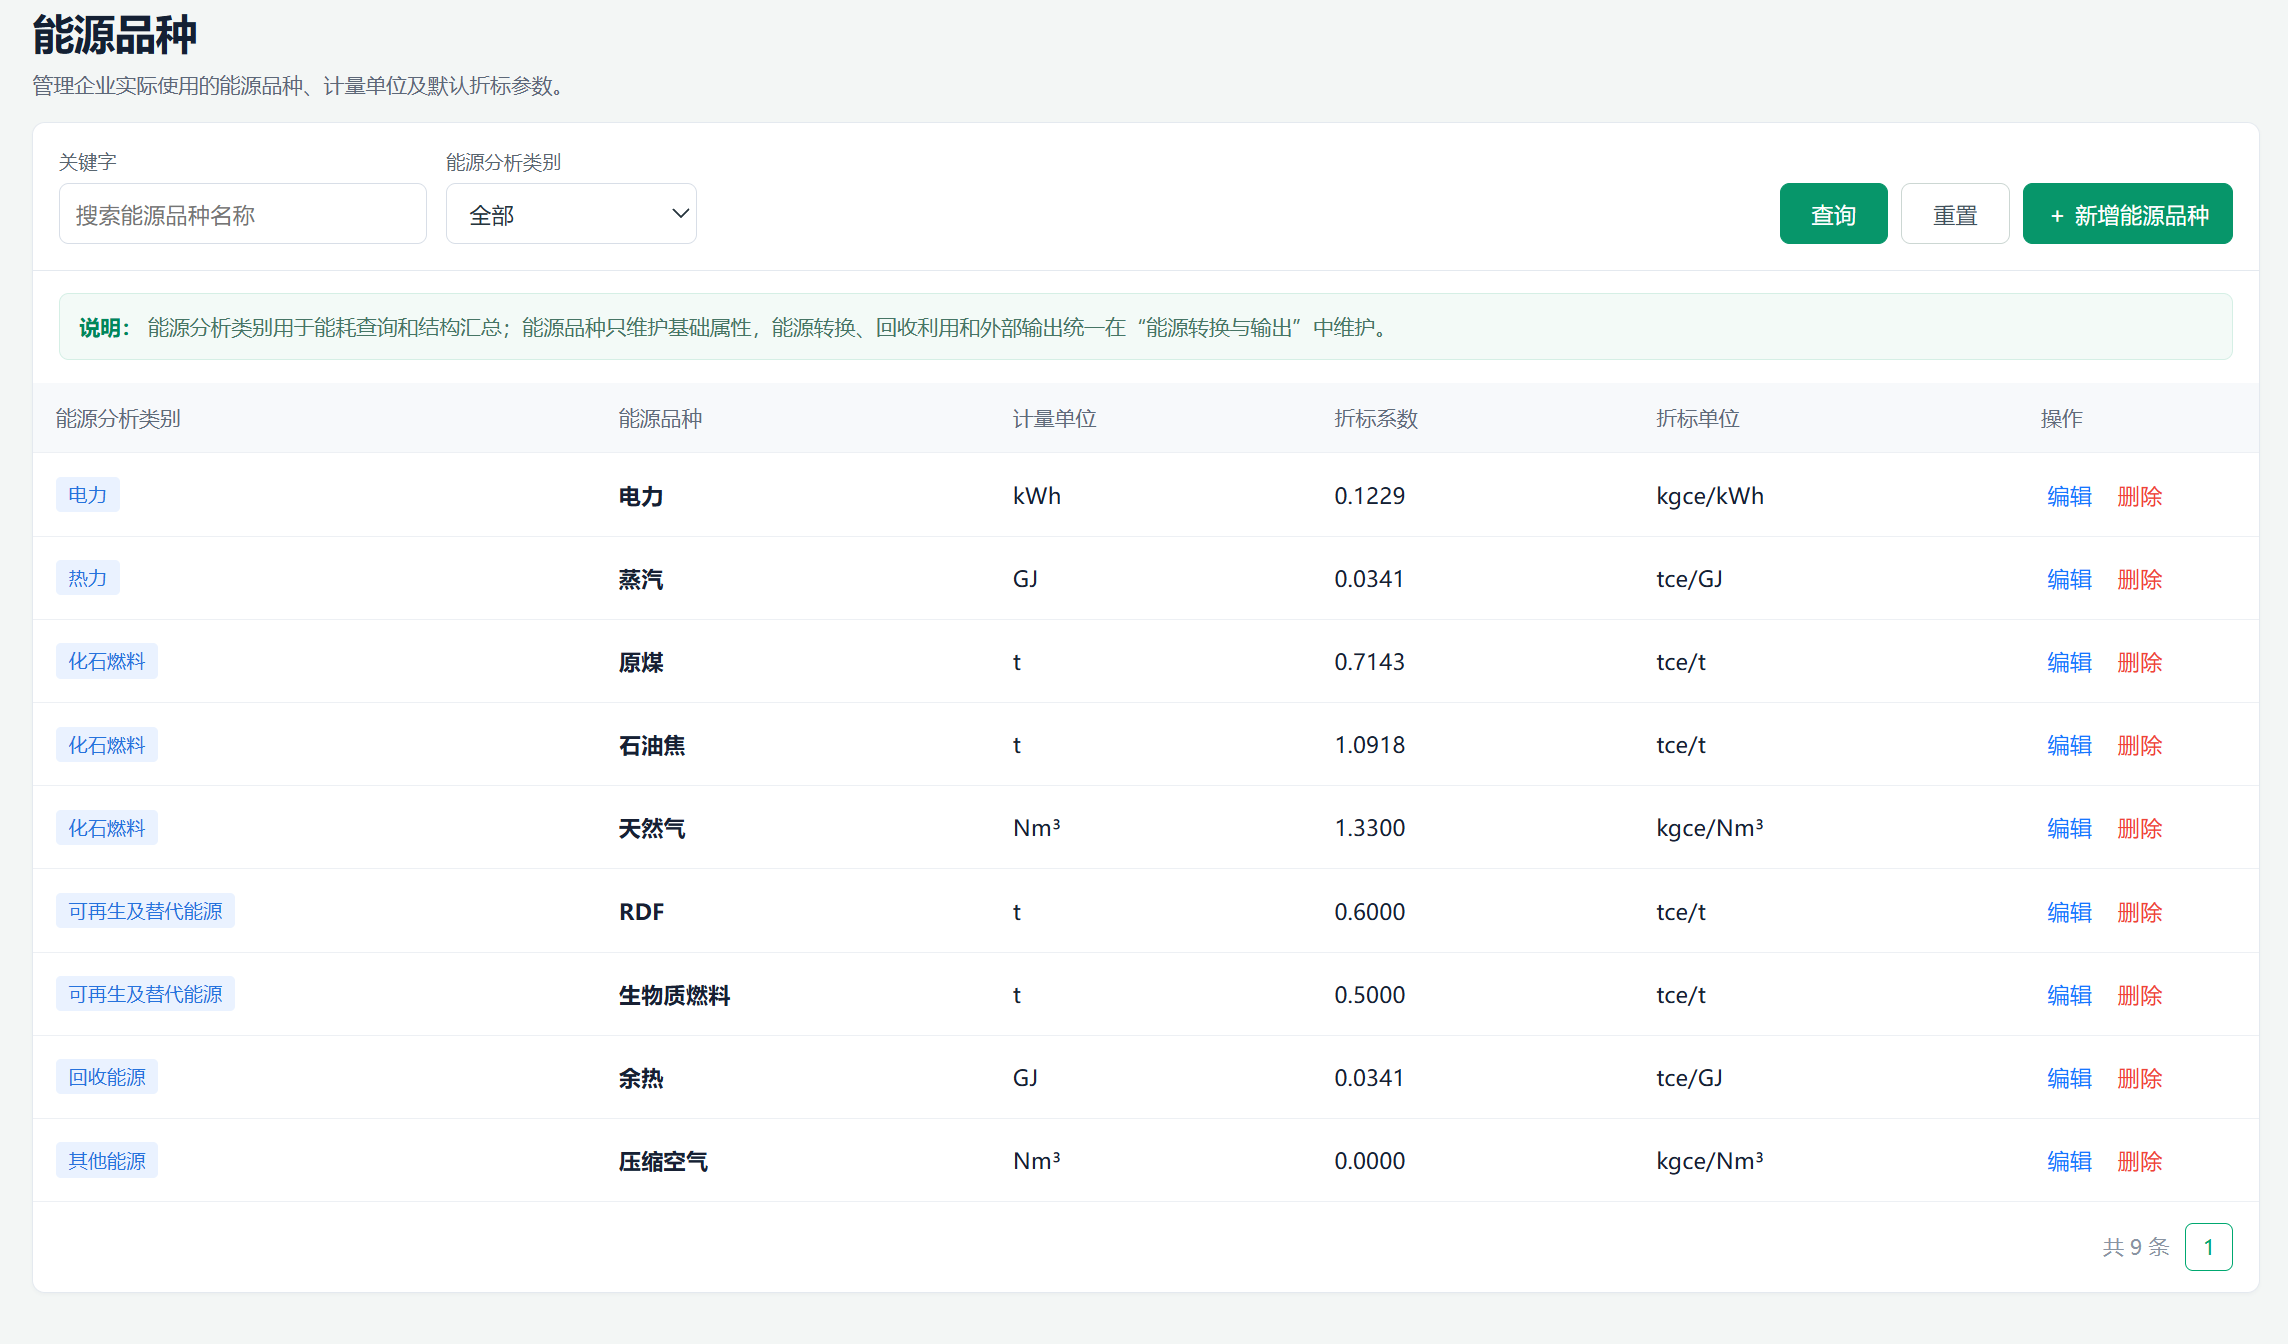 能源品种
管理企业实际使用的能源品种、计量单位及默认折标参数。
关键字 能源分析类别
搜索能源品种名称 全部 查询 重置 + 新增能源品种
说明： 能源分析类别用于能耗查询和结构汇总；能源品种只维护基础属性，能源转换、回收利用和外部输出统一在“能源转换与输出”中维护。
能源分析类别 能源品种 计量单位 折标系数 折标单位 操作
电力 电力 kWh 0.1229 kgce/kWh 编辑 删除
热力 蒸汽 GJ 0.0341 tce/GJ 编辑 删除
化石燃料 原煤 t 0.7143 tce/t 编辑 删除
化石燃料 石油焦 t 1.0918 tce/t 编辑 删除
化石燃料 天然气 Nm³ 1.3300 kgce/Nm³ 编辑 删除
可再生及替代能源 RDF t 0.6000 tce/t 编辑 删除
可再生及替代能源 生物质燃料 t 0.5000 tce/t 编辑 删除
回收能源 余热 GJ 0.0341 tce/GJ 编辑 删除
其他能源 压缩空气 Nm³ 0.0000 kgce/Nm³ 编辑 删除
共 9 条 1